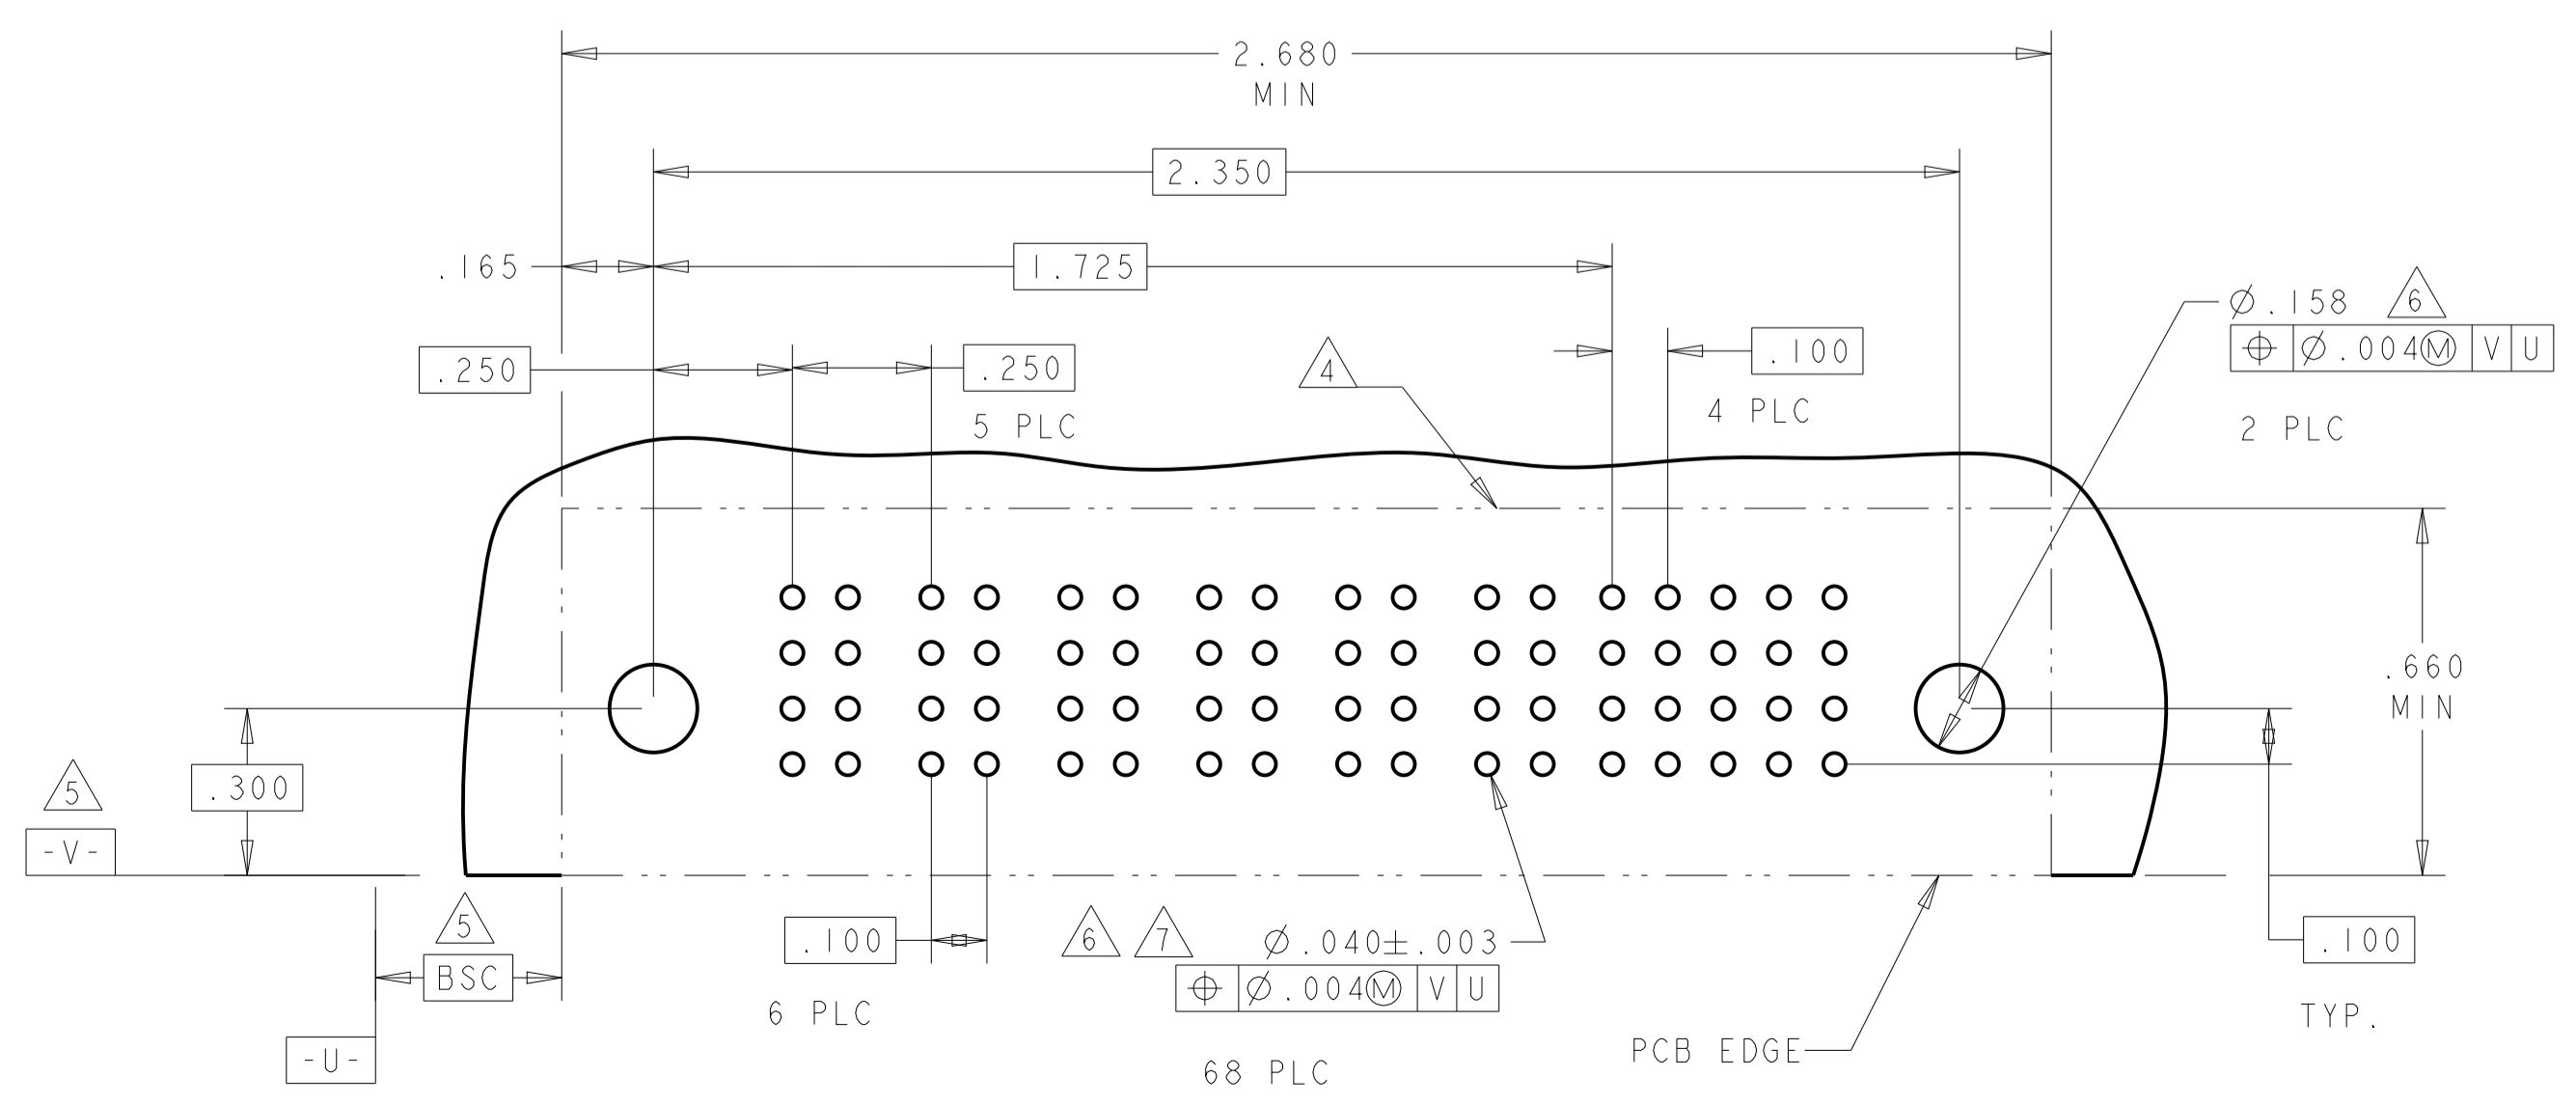 2.680
MIN
2.350
.165
1.725
Ø.158 6
⌖ Ø.004Ⓜ V U
2 PLC
.250
.250
5 PLC
4
.100
4 PLC
.660
MIN
5
.300
-V-
5
BSC
-U-
.100
6 PLC
6 7 Ø.040±.003
⌖ Ø.004Ⓜ V U
68 PLC
PCB EDGE
.100
TYP.